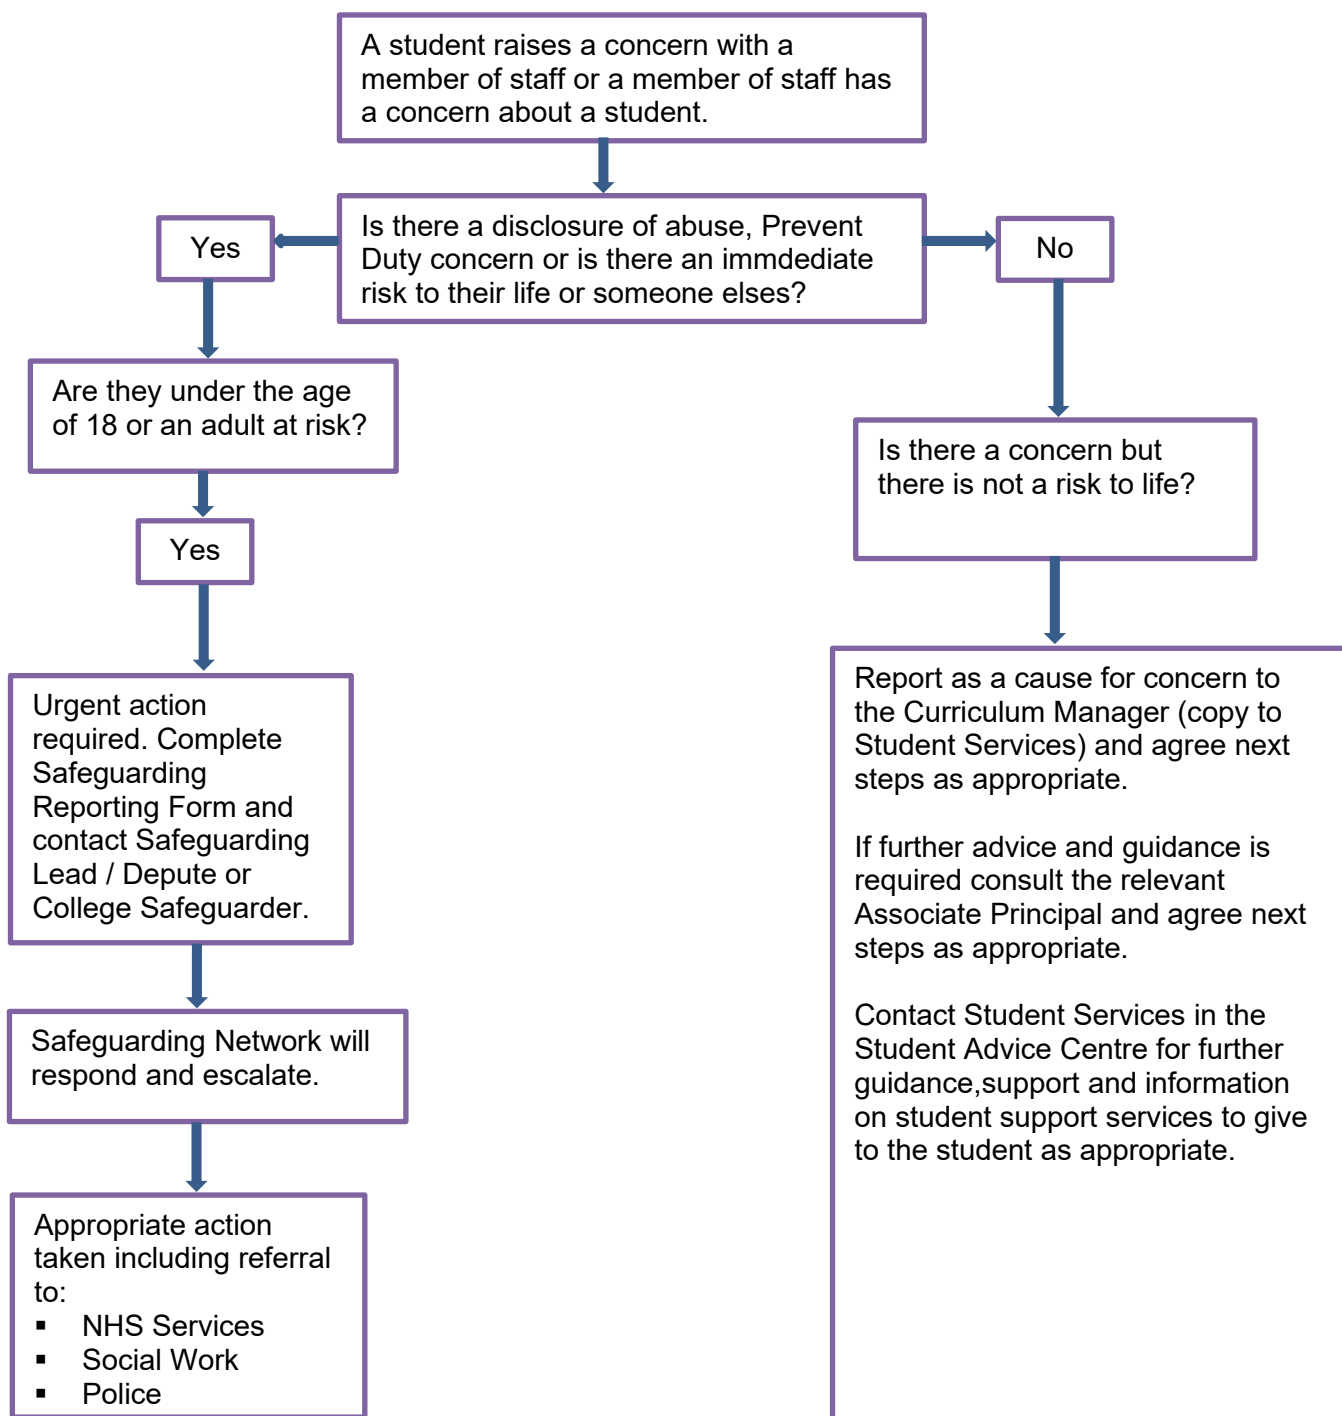 A student raises a concern with a
member of staff or a member of staff has
a concern about a student.
Is there a disclosure of abuse, Prevent
Duty concern or is there an immdediate
risk to their life or someone elses?
Yes
No
Are they under the age
of 18 or an adult at risk?
Is there a concern but
there is not a risk to life?
Yes
Urgent action
required. Complete
Safeguarding
Reporting Form and
contact Safeguarding
Lead / Depute or
College Safeguarder.
Safeguarding Network will
respond and escalate.
Appropriate action
taken including referral
to:
▪ NHS Services
▪ Social Work
▪ Police
Report as a cause for concern to
the Curriculum Manager (copy to
Student Services) and agree next
steps as appropriate.
If further advice and guidance is
required consult the relevant
Associate Principal and agree next
steps as appropriate.
Contact Student Services in the
Student Advice Centre for further
guidance,support and information
on student support services to give
to the student as appropriate.